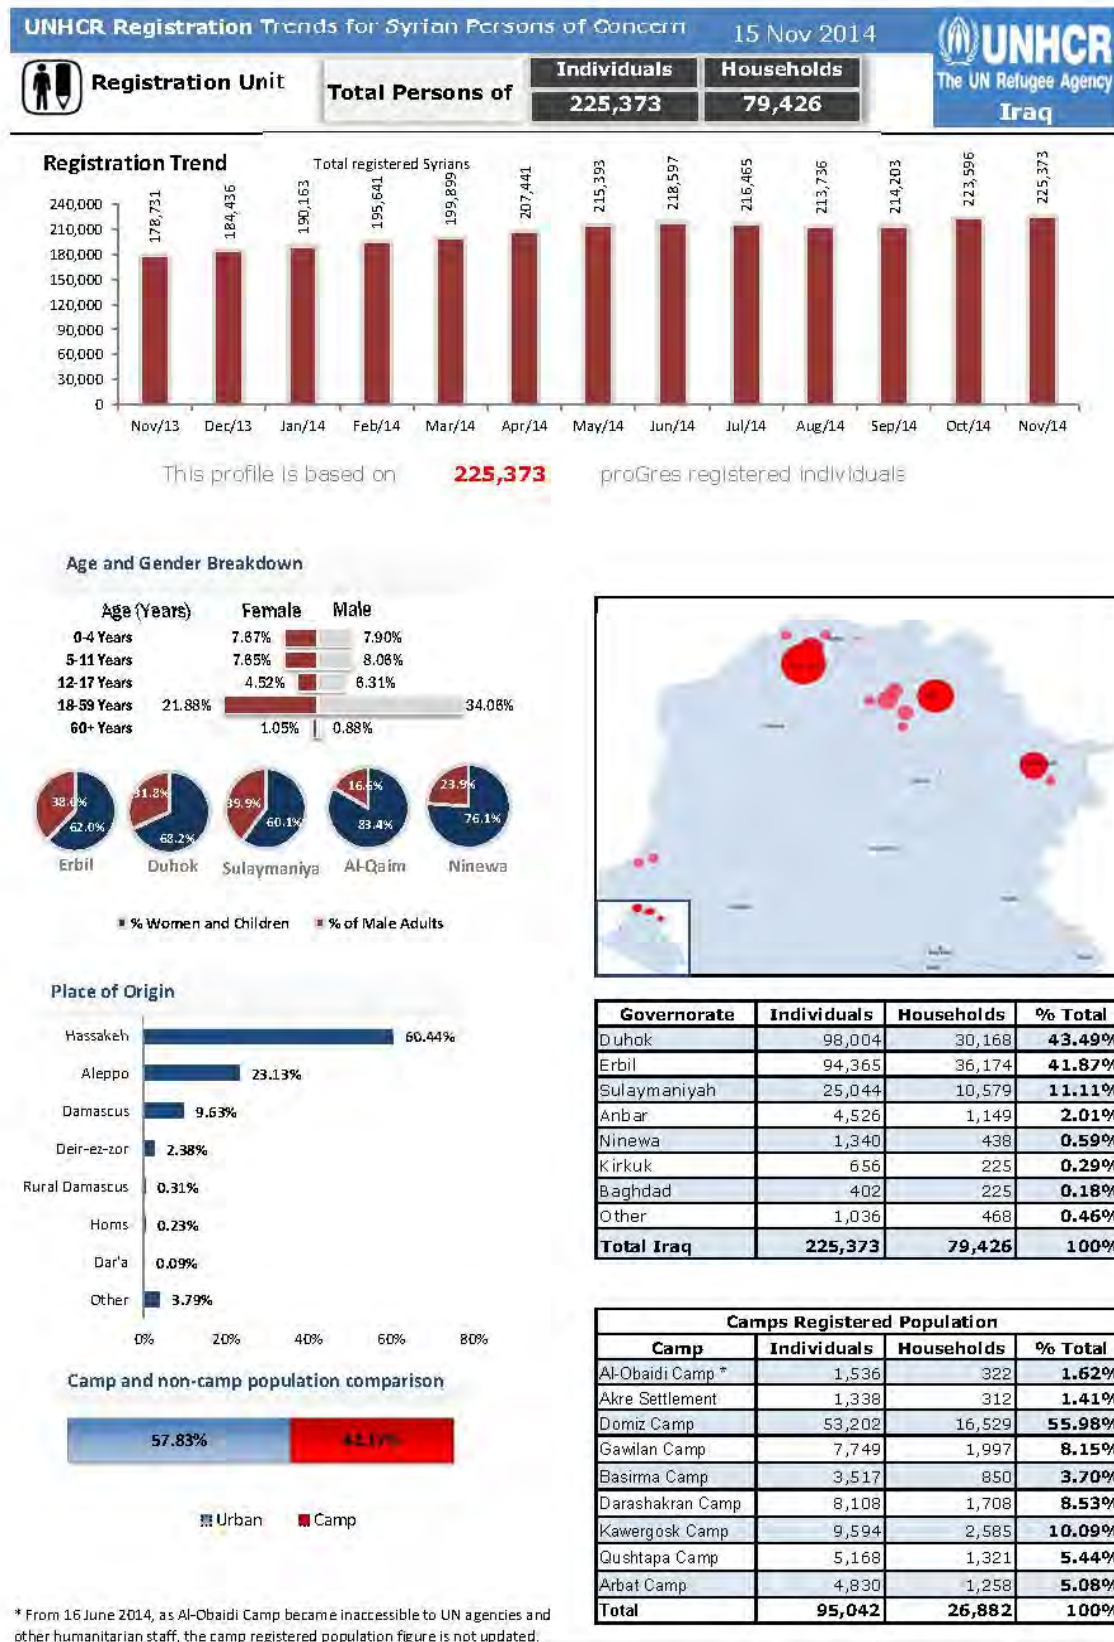 UNHCR Registration Trends for Syrian Persons of Concern 15 Nov 2014
UNHCR
The UN Refugee Agency
Iraq
Registration Unit
Total Persons of
Individuals Households
225,373 79,426
Registration Trend
Total registered Syrians
178,731 184,436 190,163 195,641 199,899 207,441 215,393 218,597 216,465 213,736 214,203 223,596 225,373
240,000
210,000
180,000
150,000
120,000
90,000
60,000
30,000
0
Nov/13 Dec/13 Jan/14 Feb/14 Mar/14 Apr/14 May/14 Jun/14 Jul/14 Aug/14 Sep/14 Oct/14 Nov/14
This profile is based on 225,373 proGres registered individuals
Age and Gender Breakdown
Age (Years) Female Male
0-4 Years 7.67% 7.90%
5-11 Years 7.65% 8.06%
12-17 Years 4.52% 6.31%
18-59 Years 21.88% 34.06%
60+ Years 1.05% 0.88%
38.0% 62.0%
31.8% 68.2%
39.9% 60.1%
16.6% 83.4%
23.9% 76.1%
Erbil Duhok Sulaymaniya Al-Qaim Ninewa
% Women and Children % of Male Adults
Place of Origin
Hassakeh 60.44%
Aleppo 23.13%
Damascus 9.63%
Deir-ez-zor 2.38%
Rural Damascus 0.31%
Homs 0.23%
Dar'a 0.09%
Other 3.79%
0% 20% 40% 60% 80%
Camp and non-camp population comparison
57.83% 42.17%
Urban Camp
* From 16 June 2014, as Al-Obaidi Camp became inaccessible to UN agencies and
other humanitarian staff, the camp registered population figure is not updated.
Governorate Individuals Households % Total
Duhok 98,004 30,168 43.49%
Erbil 94,365 36,174 41.87%
Sulaymaniyah 25,044 10,579 11.11%
Anbar 4,526 1,149 2.01%
Ninewa 1,340 438 0.59%
Kirkuk 656 225 0.29%
Baghdad 402 225 0.18%
Other 1,036 468 0.46%
Total Iraq 225,373 79,426 100%
Camps Registered Population
Camp Individuals Households % Total
Al-Obaidi Camp * 1,536 322 1.62%
Akre Settlement 1,338 312 1.41%
Domiz Camp 53,202 16,529 55.98%
Gawilan Camp 7,749 1,997 8.15%
Basirma Camp 3,517 850 3.70%
Darashakran Camp 8,108 1,708 8.53%
Kawergosk Camp 9,594 2,585 10.09%
Qushtapa Camp 5,168 1,321 5.44%
Arbat Camp 4,830 1,258 5.08%
Total 95,042 26,882 100%